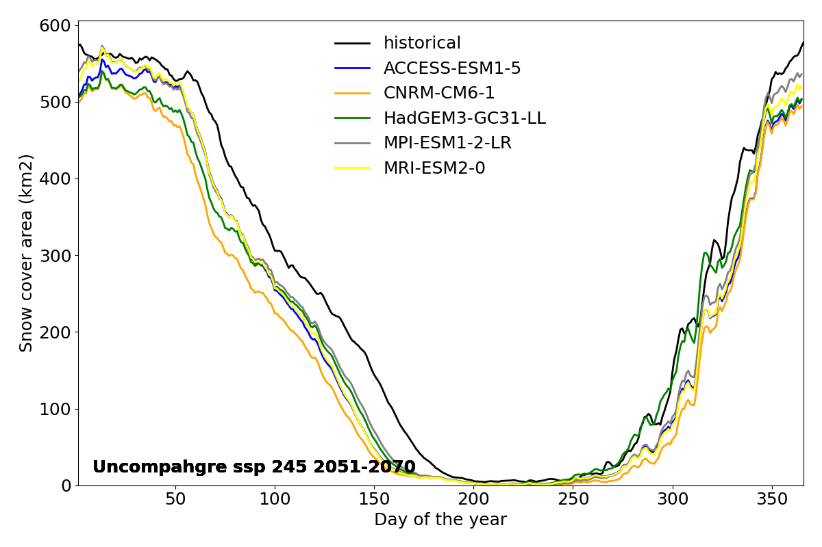 600
500
400
300
200
100
0
Snow cover area (km2)
historical
ACCESS-ESM1-5
CNRM-CM6-1
HadGEM3-GC31-LL
MPI-ESM1-2-LR
MRI-ESM2-0
Uncompahgre ssp 245 2051-2070
50 100 150 200 250 300 350
Day of the year